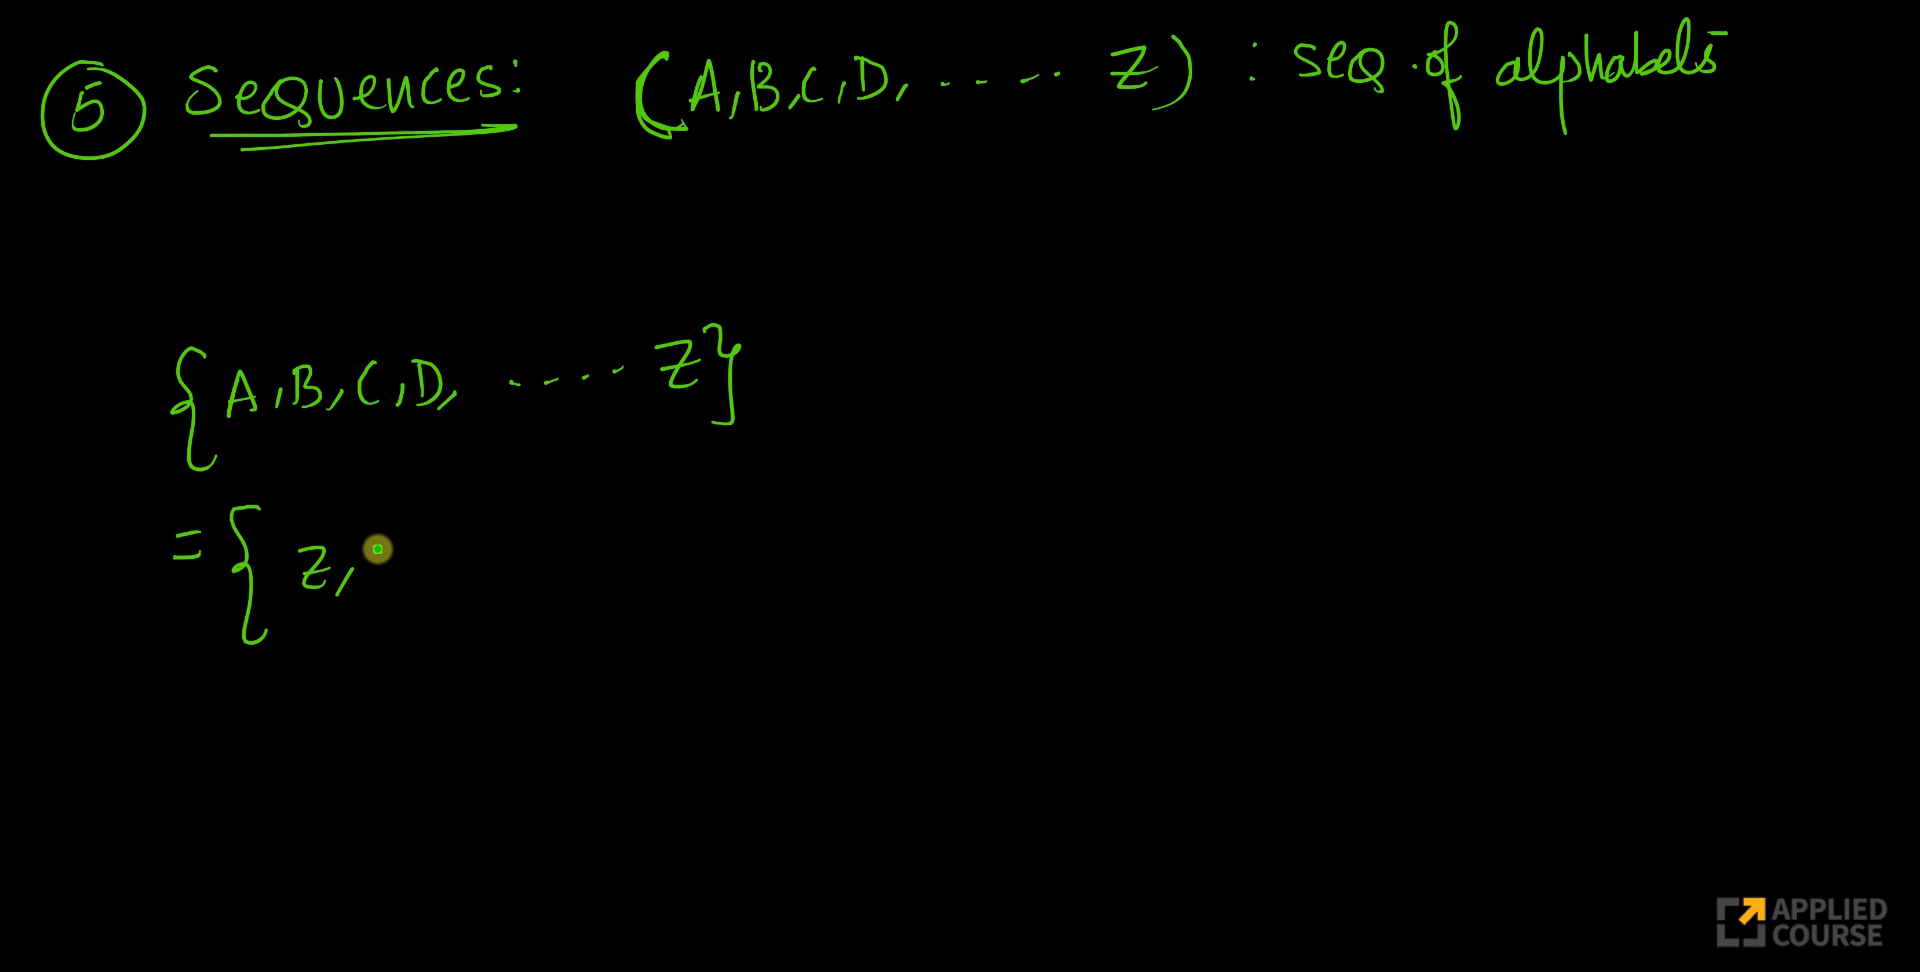 5 Sequences: (A,B,C,D, ..... Z) : seq. of alphabets
{A,B,C,D, ..... Z}
= { Z,
APPLIED
COURSE